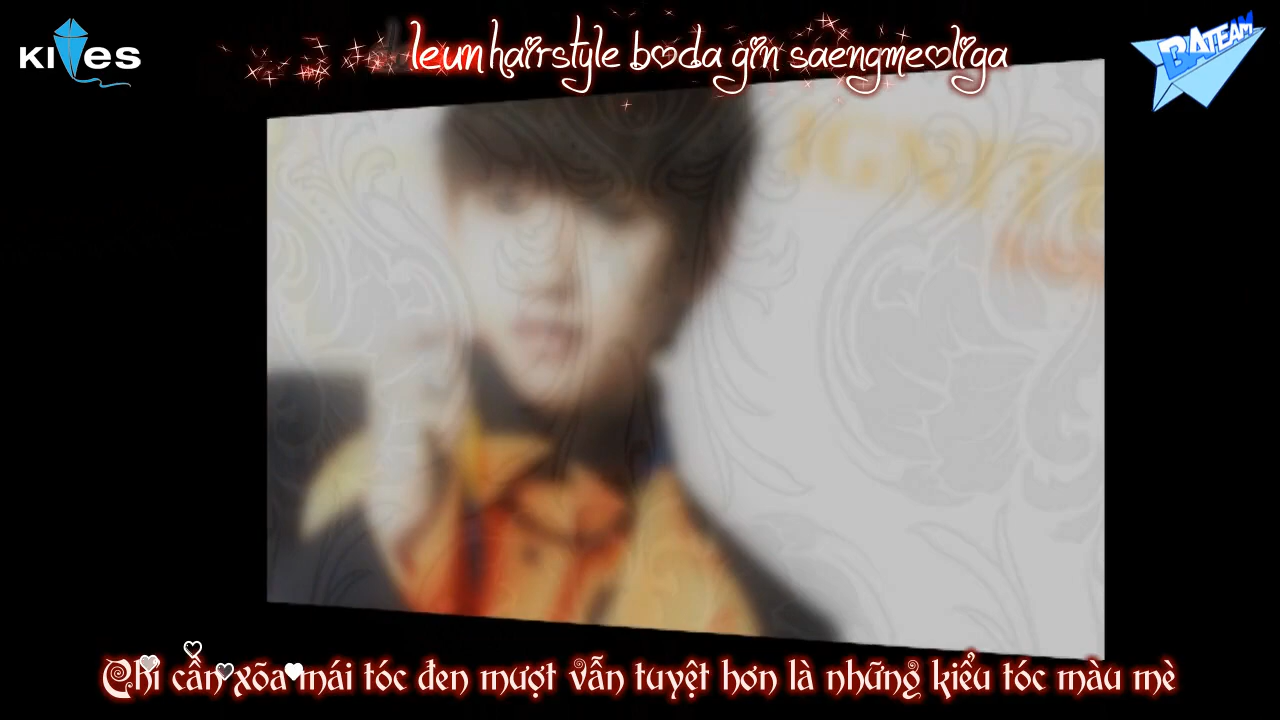 KITES
leun hairstyle boda gin saengmeoliga
BATEAM
Chỉ cần xõa mái tóc đen mượt vẫn tuyệt hơn là những kiểu tóc màu mè